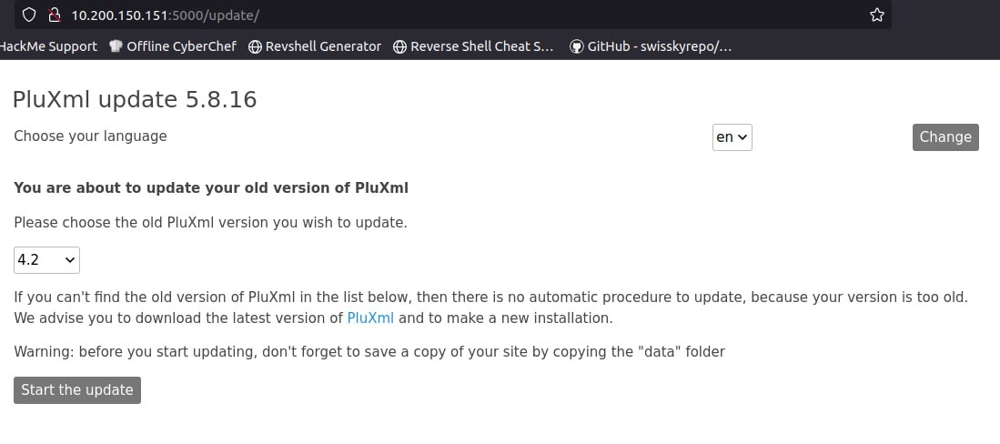 10.200.150.151:5000/update/
HackMe Support Offline CyberChef Revshell Generator Reverse Shell Cheat S… GitHub - swisskyrepo/…
PluXml update 5.8.16
Choose your language en Change
You are about to update your old version of PluXml
Please choose the old PluXml version you wish to update.
4.2
If you can't find the old version of PluXml in the list below, then there is no automatic procedure to update, because your version is too old.
We advise you to download the latest version of PluXml and to make a new installation.
Warning: before you start updating, don't forget to save a copy of your site by copying the "data" folder
Start the update